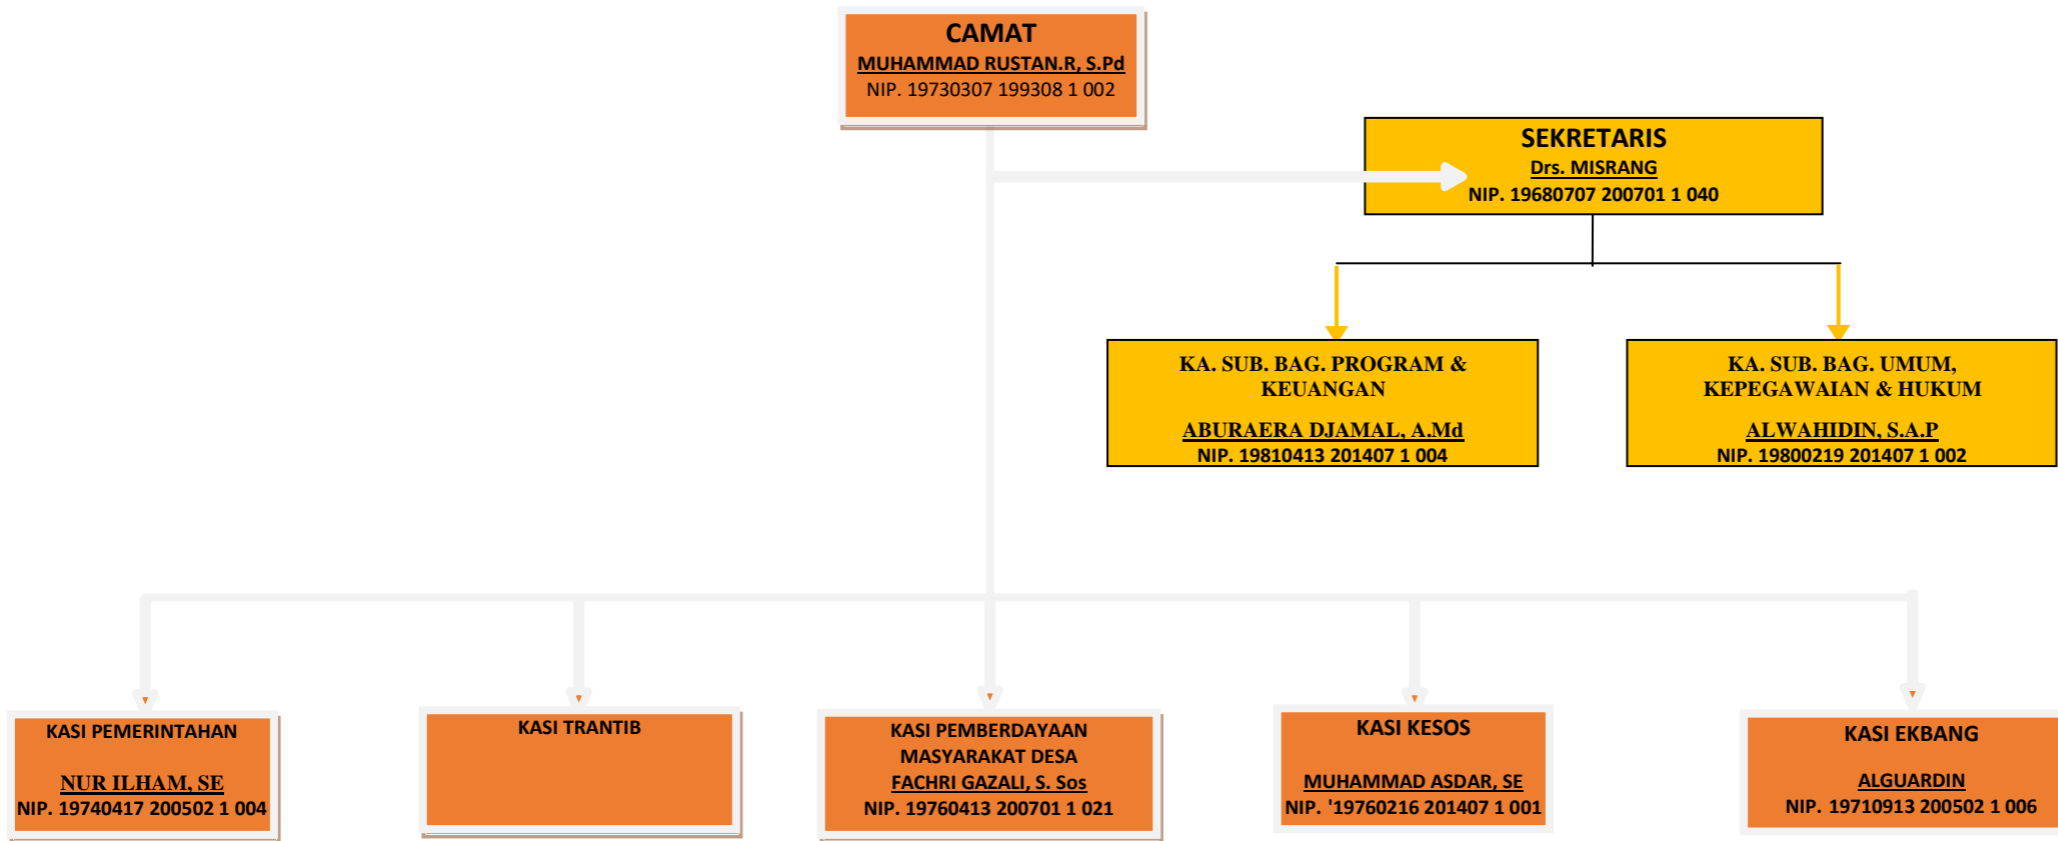 CAMAT
MUHAMMAD RUSTAN.R, S.Pd
NIP. 19730307 199308 1 002
SEKRETARIS
Drs. MISRANG
NIP. 19680707 200701 1 040
KA. SUB. BAG. PROGRAM &
KEUANGAN
ABURAERA DJAMAL, A.Md
NIP. 19810413 201407 1 004
KA. SUB. BAG. UMUM,
KEPEGAWAIAN & HUKUM
ALWAHIDIN, S.A.P
NIP. 19800219 201407 1 002
KASI PEMERINTAHAN
NUR ILHAM, SE
NIP. 19740417 200502 1 004
KASI TRANTIB
KASI PEMBERDAYAAN
MASYARAKAT DESA
FACHRI GAZALI, S. Sos
NIP. 19760413 200701 1 021
KASI KESOS
MUHAMMAD ASDAR, SE
NIP. '19760216 201407 1 001
KASI EKBANG
ALGUARDIN
NIP. 19710913 200502 1 006